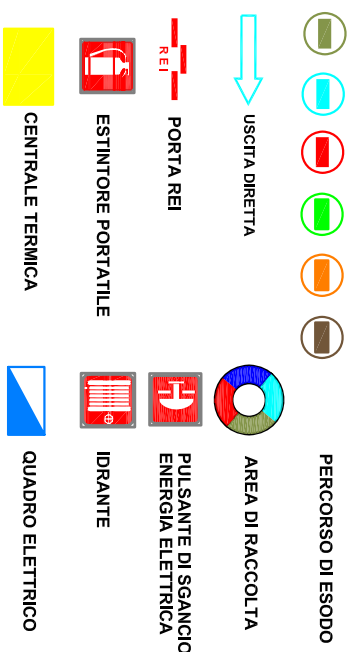 PERCORSO DI ESODO
USCITA DIRETTA
AREA DI RACCOLTA
REI
PORTA REI
PULSANTE DI SGANCIO
ENERGIA ELETTRICA
ESTINTORE PORTATILE
IDRANTE
CENTRALE TERMICA
QUADRO ELETTRICO